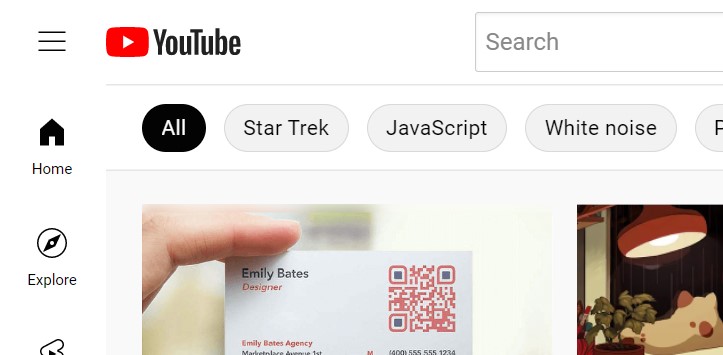 YouTube
Search
All
Star Trek
JavaScript
White noise
Home
Explore
Emily Bates
Designer
Emily Bates Agency
Marketplace Avenue 1st
M
(400) 555 555 1234